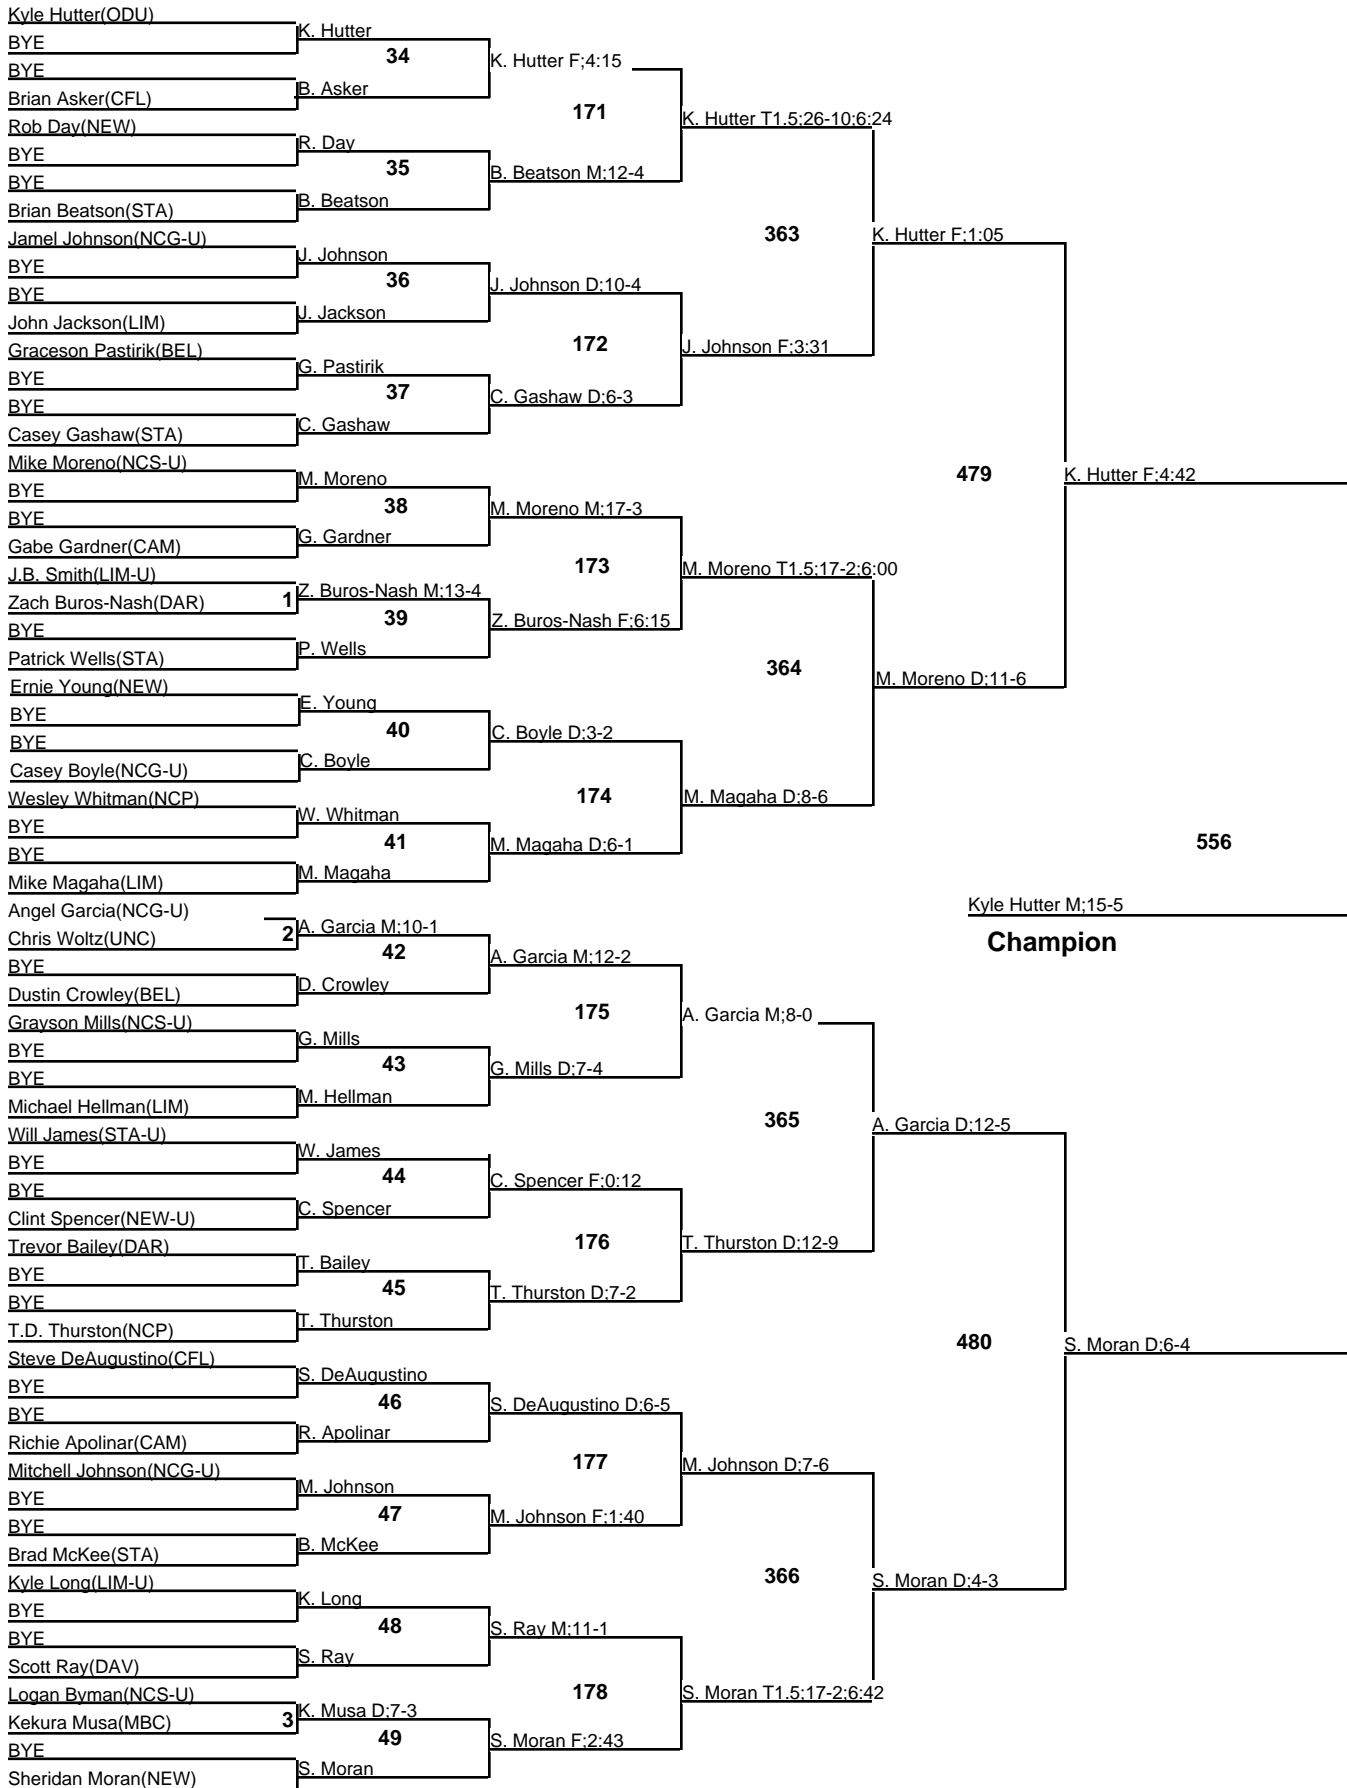 Kyle Hutter(ODU)
BYE
BYE
Brian Asker(CFL)
Rob Day(NEW)
BYE
BYE
Brian Beatson(STA)
Jamel Johnson(NCG-U)
BYE
BYE
John Jackson(LIM)
Graceson Pastirik(BEL)
BYE
BYE
Casey Gashaw(STA)
Mike Moreno(NCS-U)
BYE
BYE
Gabe Gardner(CAM)
J.B. Smith(LIM-U)
Zach Buros-Nash(DAR)
BYE
Patrick Wells(STA)
Ernie Young(NEW)
BYE
BYE
Casey Boyle(NCG-U)
Wesley Whitman(NCP)
BYE
BYE
Mike Magaha(LIM)
Angel Garcia(NCG-U)
Chris Woltz(UNC)
BYE
Dustin Crowley(BEL)
Grayson Mills(NCS-U)
BYE
BYE
Michael Hellman(LIM)
Will James(STA-U)
BYE
BYE
Clint Spencer(NEW-U)
Trevor Bailey(DAR)
BYE
BYE
T.D. Thurston(NCP)
Steve DeAugustino(CFL)
BYE
BYE
Richie Apolinar(CAM)
Mitchell Johnson(NCG-U)
BYE
BYE
Brad McKee(STA)
Kyle Long(LIM-U)
BYE
BYE
Scott Ray(DAV)
Logan Byman(NCS-U)
Kekura Musa(MBC)
BYE
Sheridan Moran(NEW)
1
2
3
K. Hutter
34
B. Asker
R. Day
35
B. Beatson
J. Johnson
36
J. Jackson
G. Pastirik
37
C. Gashaw
M. Moreno
38
G. Gardner
Z. Buros-Nash M;13-4
39
P. Wells
E. Young
40
C. Boyle
W. Whitman
41
M. Magaha
A. Garcia M;10-1
42
D. Crowley
G. Mills
43
M. Hellman
W. James
44
C. Spencer
T. Bailey
45
T. Thurston
S. DeAugustino
46
R. Apolinar
M. Johnson
47
B. McKee
K. Long
48
S. Ray
K. Musa D;7-3
49
S. Moran
K. Hutter F;4:15
171
B. Beatson M;12-4
J. Johnson D;10-4
172
C. Gashaw D;6-3
M. Moreno M;17-3
173
Z. Buros-Nash F;6:15
C. Boyle D;3-2
174
M. Magaha D;6-1
A. Garcia M;12-2
175
G. Mills D;7-4
C. Spencer F;0:12
176
T. Thurston D;7-2
S. DeAugustino D;6-5
177
M. Johnson F;1:40
S. Ray M;11-1
178
S. Moran F;2:43
K. Hutter T1.5;26-10;6:24
363
J. Johnson F;3:31
M. Moreno T1.5;17-2;6:00
364
M. Magaha D;8-6
A. Garcia M;8-0
365
T. Thurston D;12-9
M. Johnson D;7-6
366
S. Moran T1.5;17-2;6:42
K. Hutter F;1:05
479
M. Moreno D;11-6
A. Garcia D;12-5
480
S. Moran D;4-3
K. Hutter F;4:42
556
S. Moran D;6-4
Kyle Hutter M;15-5
Champion